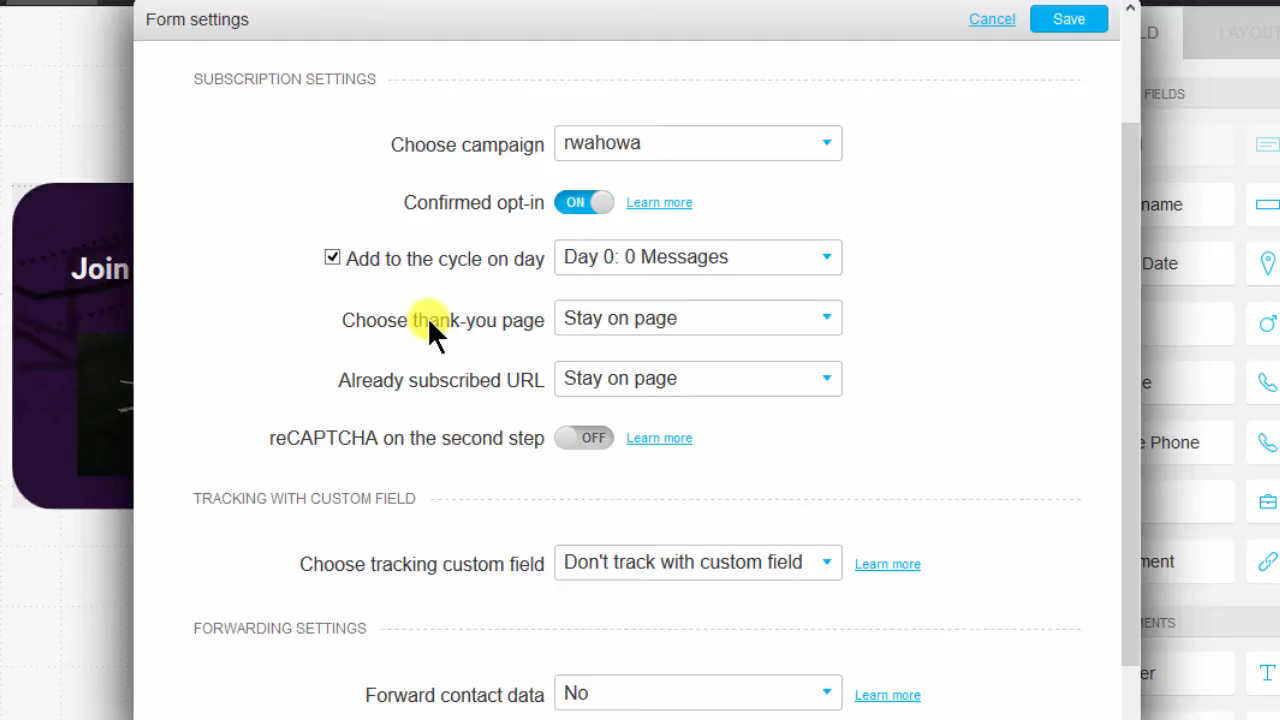 Form settings
Cancel
Save
LD
LAYOUT
SUBSCRIPTION SETTINGS
FIELDS
Choose campaign
rwahowa
Confirmed opt-in
ON
Learn more
name
Add to the cycle on day
Day 0: 0 Messages
Date
Join
Choose thank-you page
Stay on page
Already subscribed URL
Stay on page
e
reCAPTCHA on the second step
OFF
Learn more
e Phone
TRACKING WITH CUSTOM FIELD
Choose tracking custom field
Don't track with custom field
Learn more
ment
FORWARDING SETTINGS
ENTS
Forward contact data
No
Learn more
er